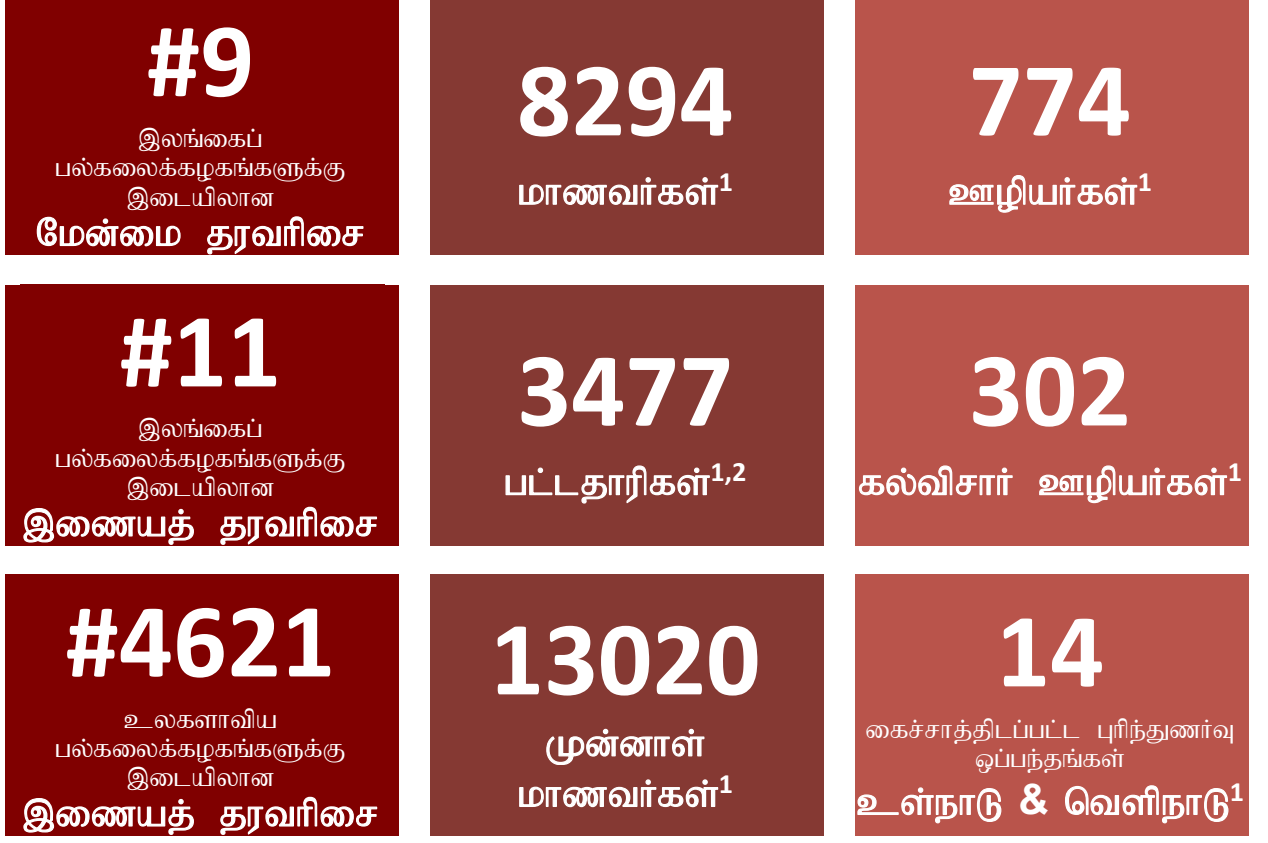 #9
இலங்கைப்
பல்கலைக்கழகங்களுக்கு
இடையிலான
மேன்மை தரவரிசை
8294
மாணவர்கள்1
774
ஊழியர்கள்1
#11
இலங்கைப்
பல்கலைக்கழகங்களுக்கு
இடையிலான
இணையத் தரவரிசை
3477
பட்டதாரிகள்1,2
302
கல்விசார் ஊழியர்கள்1
#4621
உலகளாவிய
பல்கலைக்கழகங்களுக்கு
இடையிலான
இணையத் தரவரிசை
13020
முன்னாள்
மாணவர்கள்1
14
கைச்சாத்திடப்பட்ட புரிந்துணர்வு
ஒப்பந்தங்கள்
உள்நாடு & வெளிநாடு1